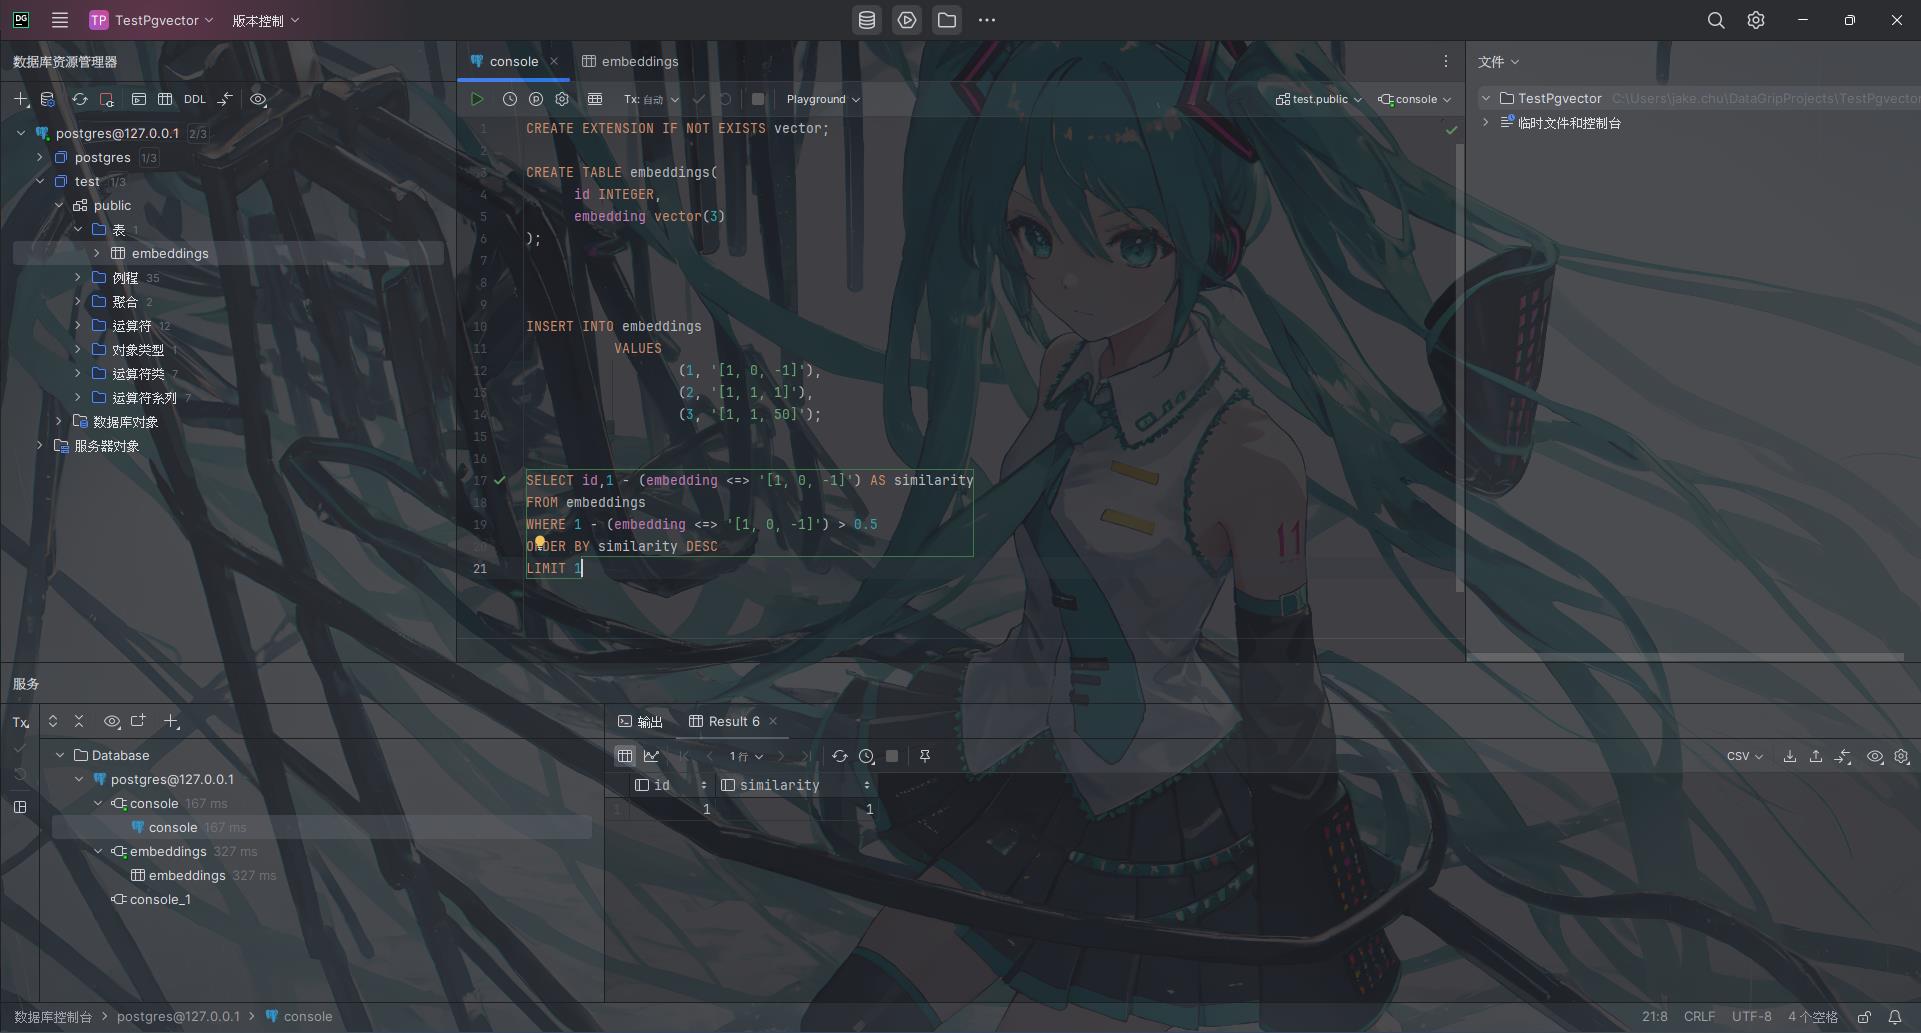 DG
TP TestPgvector
版本控制
数据库资源管理器
DDL
postgres@127.0.0.1 2/3
postgres 1/3
test 1/3
public
表 1
embeddings
例程 35
聚合 2
运算符 12
对象类型 1
运算符类 7
运算符系列 7
数据库对象
服务器对象
console
embeddings
Tx: 自动
Playground
test.public
console
1 CREATE EXTENSION IF NOT EXISTS vector;
2
3 CREATE TABLE embeddings(
4 id INTEGER,
5 embedding vector(3)
6 );
7
8
9
10 INSERT INTO embeddings
11 VALUES
12 (1, '[1, 0, -1]'),
13 (2, '[1, 1, 1]'),
14 (3, '[1, 1, 50]');
15
16
17 SELECT id,1 - (embedding <=> '[1, 0, -1]') AS similarity
18 FROM embeddings
19 WHERE 1 - (embedding <=> '[1, 0, -1]') > 0.5
20 ORDER BY similarity DESC
21 LIMIT 1
文件
TestPgvector C:\Users\jake.chu\DataGripProjects\TestPgvector
临时文件和控制台
11
服务
Tx
Database
postgres@127.0.0.1
console 167 ms
console 167 ms
embeddings 327 ms
embeddings 327 ms
console_1
输出
Result 6
1 行
CSV
id similarity
1 1 1
数据库控制台 > postgres@127.0.0.1 > console
21:8 CRLF UTF-8 4 个空格